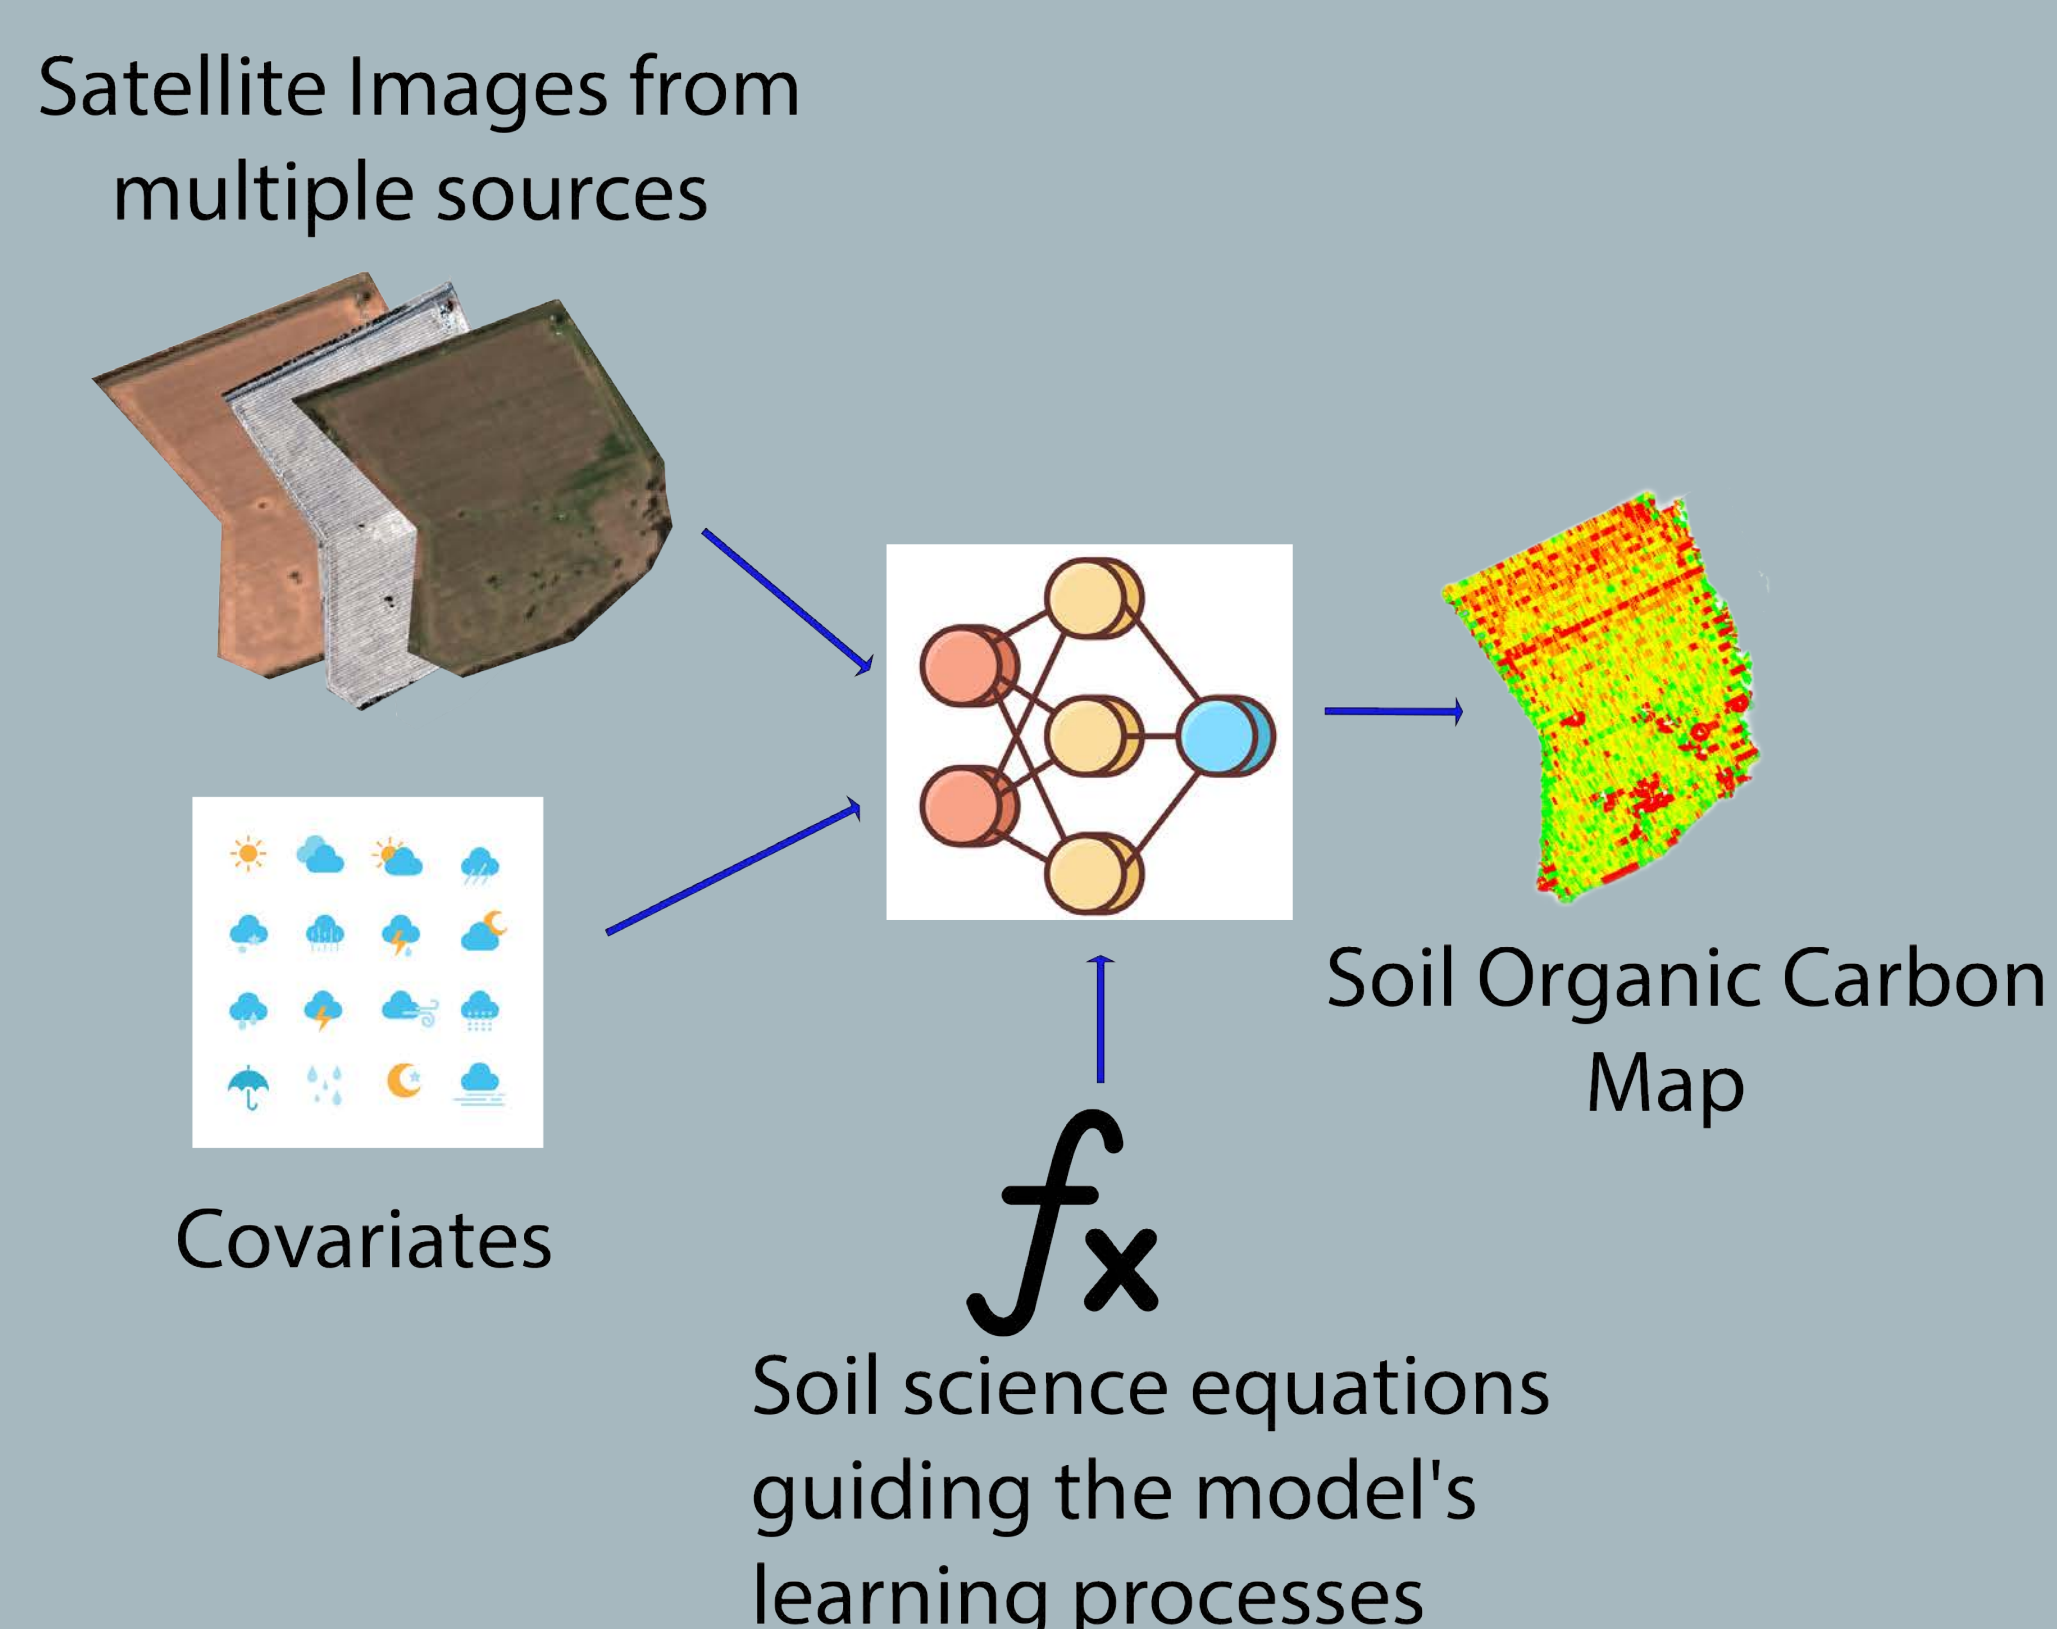 Satellite Images from
multiple sources
Soil Organic Carbon
Map
Covariates
fx
Soil science equations
guiding the model's
learning processes